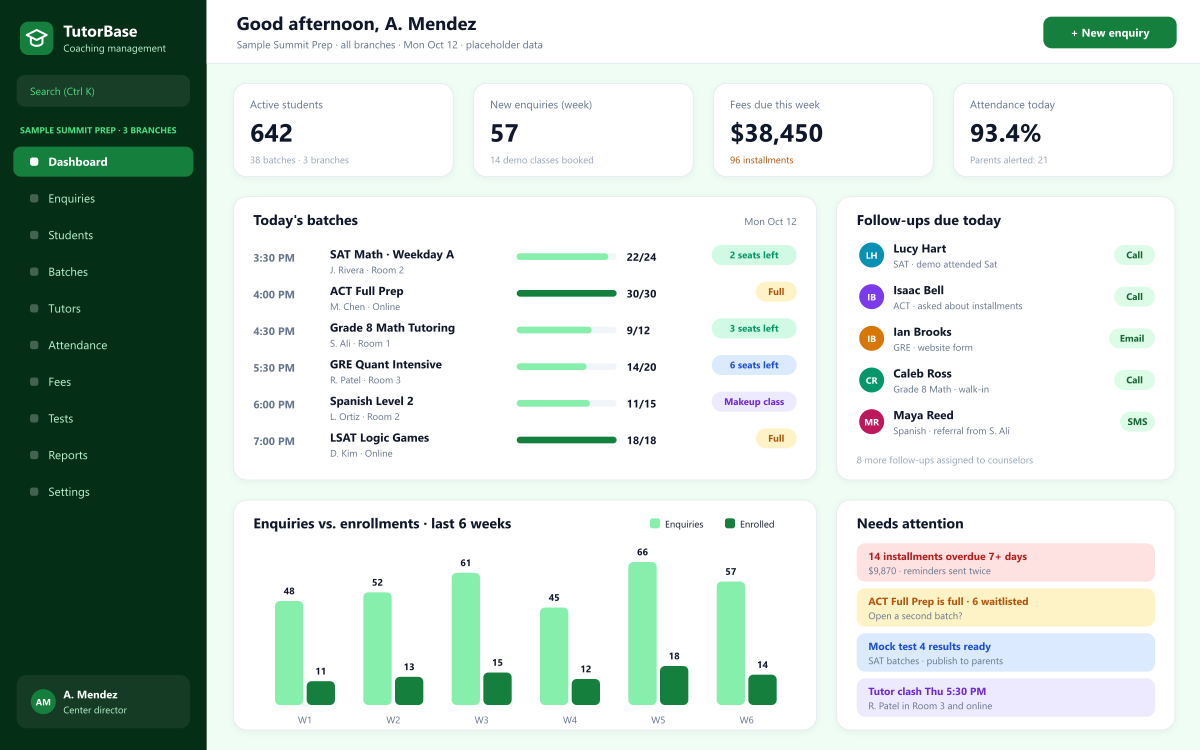 TutorBase
Coaching management
Search (Ctrl K)
SAMPLE SUMMIT PREP · 3 BRANCHES
Dashboard
Enquiries
Students
Batches
Tutors
Attendance
Fees
Tests
Reports
Settings
AM
A. Mendez
Center director
Good afternoon, A. Mendez
Sample Summit Prep · all branches · Mon Oct 12 · placeholder data
+ New enquiry
Active students
642
38 batches · 3 branches
New enquiries (week)
57
14 demo classes booked
Fees due this week
$38,450
96 installments
Attendance today
93.4%
Parents alerted: 21
Today's batches
Mon Oct 12
3:30 PM
SAT Math · Weekday A
J. Rivera · Room 2
22/24
2 seats left
4:00 PM
ACT Full Prep
M. Chen · Online
30/30
Full
4:30 PM
Grade 8 Math Tutoring
S. Ali · Room 1
9/12
3 seats left
5:30 PM
GRE Quant Intensive
R. Patel · Room 3
14/20
6 seats left
6:00 PM
Spanish Level 2
L. Ortiz · Room 2
11/15
Makeup class
7:00 PM
LSAT Logic Games
D. Kim · Online
18/18
Full
Follow-ups due today
LH
Lucy Hart
SAT · demo attended Sat
Call
IB
Isaac Bell
ACT · asked about installments
Call
IB
Ian Brooks
GRE · website form
Email
CR
Caleb Ross
Grade 8 Math · walk-in
Call
MR
Maya Reed
Spanish · referral from S. Ali
SMS
8 more follow-ups assigned to counselors
Enquiries vs. enrollments · last 6 weeks
Enquiries
Enrolled
48
11
W1
52
13
W2
61
15
W3
45
12
W4
66
18
W5
57
14
W6
Needs attention
14 installments overdue 7+ days
$9,870 · reminders sent twice
ACT Full Prep is full · 6 waitlisted
Open a second batch?
Mock test 4 results ready
SAT batches · publish to parents
Tutor clash Thu 5:30 PM
R. Patel in Room 3 and online